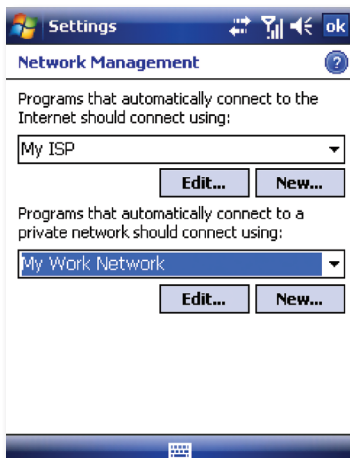 Settings
ok
Network Management
?
Programs that automatically connect to the
Internet should connect using:
My ISP
Edit...
New...
Programs that automatically connect to a
private network should connect using:
My Work Network
Edit...
New...